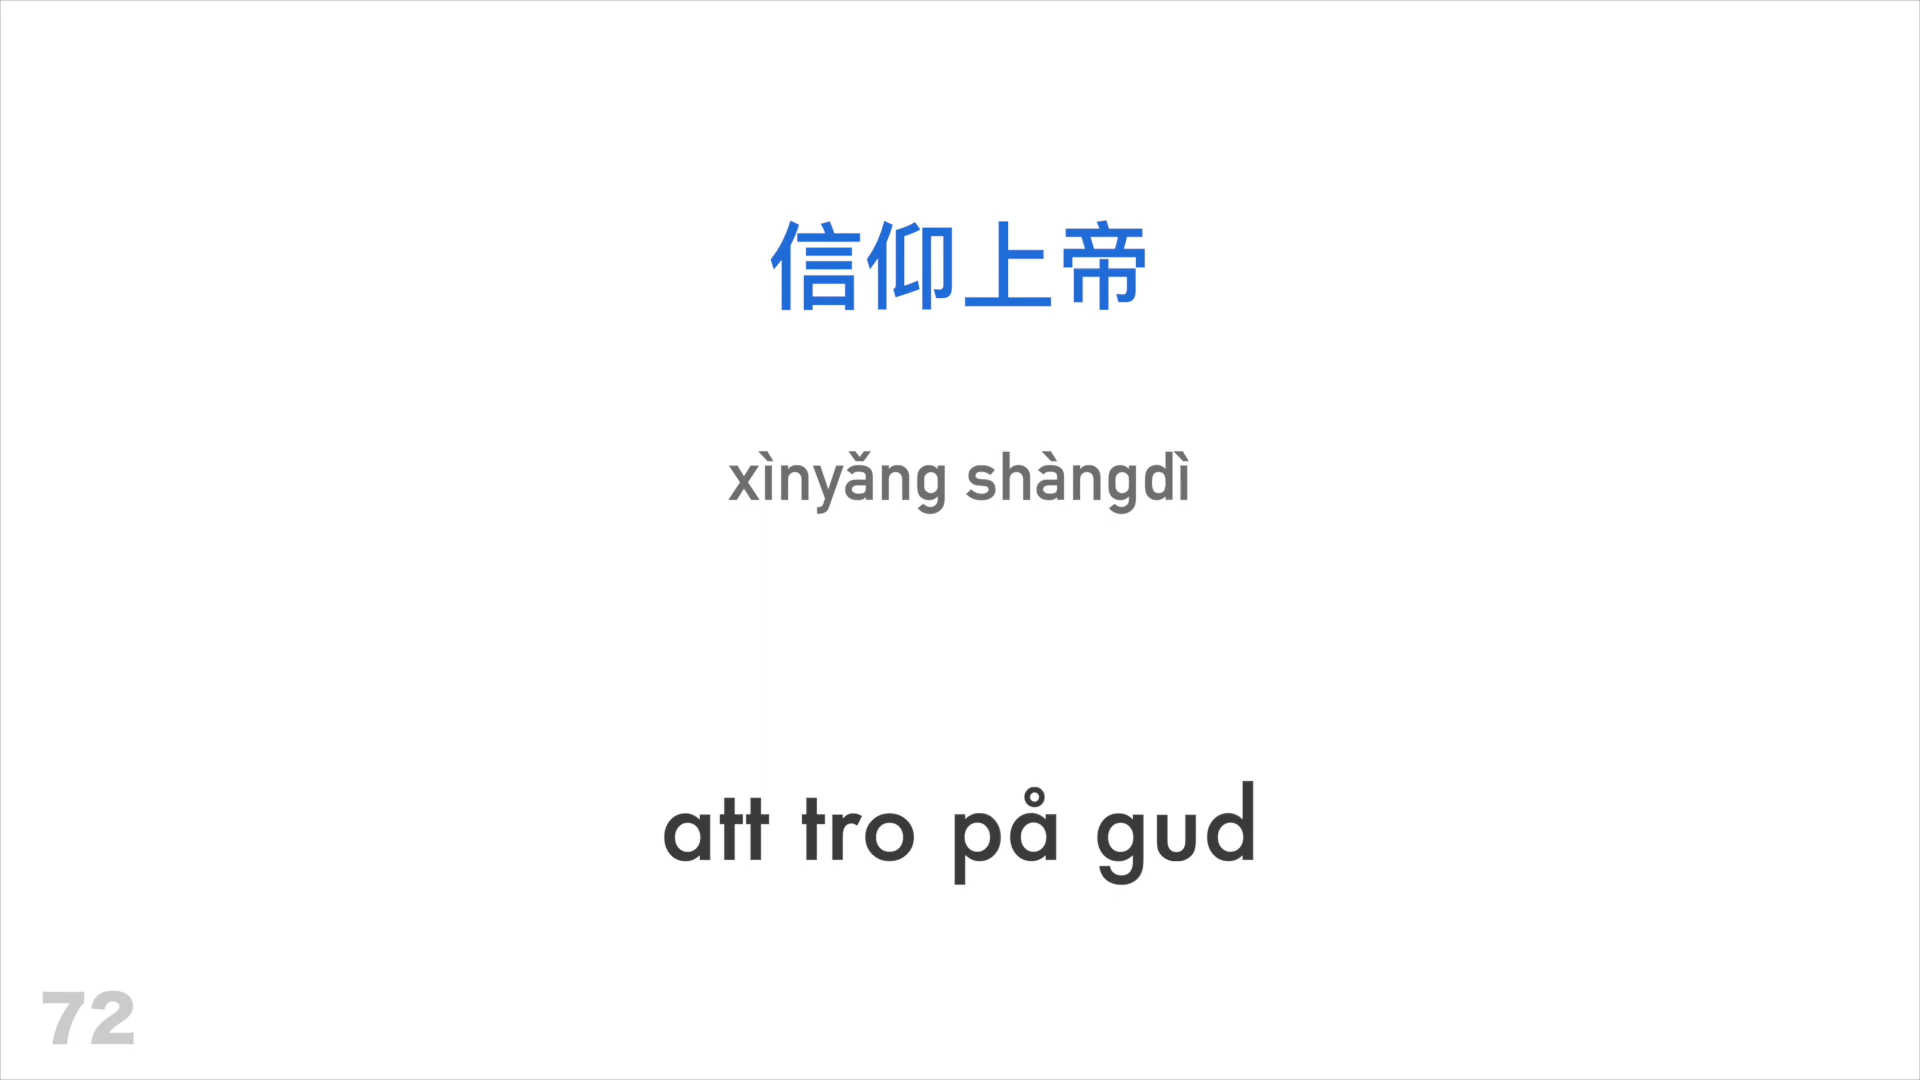 信仰上帝
xìnyǎng shàngdì
att tro på gud
72